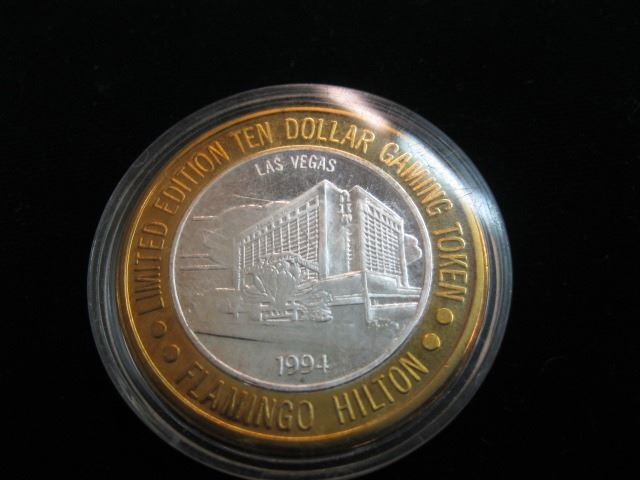 LIMITED EDITION TEN DOLLAR GAMING TOKEN
LAS VEGAS
1994
FLAMINGO HILTON